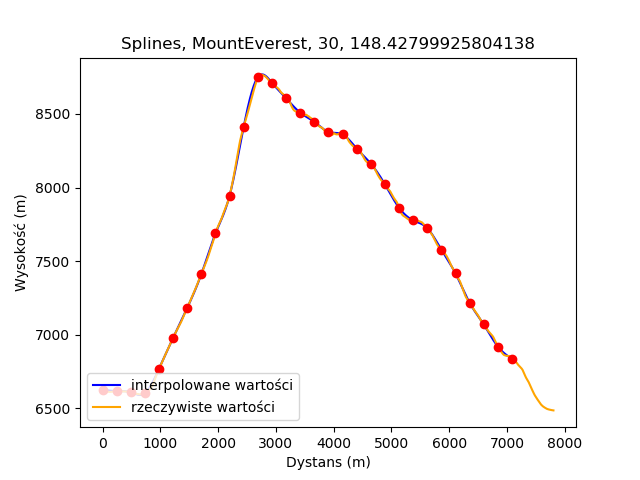 Splines, MountEverest, 30, 148.42799925804138
Wysokość (m)
8500
8000
7500
7000
6500
interpolowane wartości
rzeczywiste wartości
0 1000 2000 3000 4000 5000 6000 7000 8000
Dystans (m)